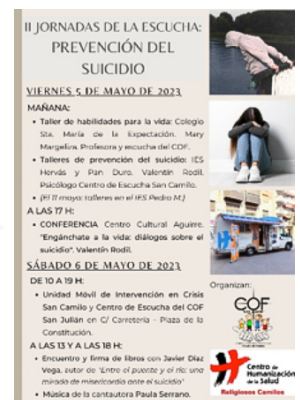 II JORNADAS DE LA ESCUCHA:
PREVENCIÓN DEL
SUICIDIO
VIERNES 5 DE MAYO DE 2023
MAÑANA:
• Taller de habilidades para la vida: Colegio
Sta. María de la Expectación. Mary
Margeliza. Profesora y escucha del COF.
• Talleres de prevención del suicidio: IES
Hervás y Pan Duro. Valentín Rodil.
Psicólogo Centro de Escucha San Camilo.
• (El 11 mayo talleres en el IES Pedro M.)
A LAS 17 H:
• CONFERENCIA Centro Cultural Aguirre.
"Engánchate a la vida: diálogos sobre el
suicidio". Valentín Rodil.
SÁBADO 6 DE MAYO DE 2023
DE 10 A 19 H:
• Unidad Móvil de Intervención en Crisis
San Camilo y Centro de Escucha del COF
San Julián en C/ Carretería - Plaza de la
Constitución.
A LAS 13 Y A LAS 18 H:
• Encuentro y firma de libros con Javier Díaz
Vega, autor de "Entre el puente y el río: una
mirada de misericordia ante el suicidio"
• Música de la cantautora Paula Serrano.
Organizan:
COF
Centro de
Humanización
de la Salud
Religiosos Camilos